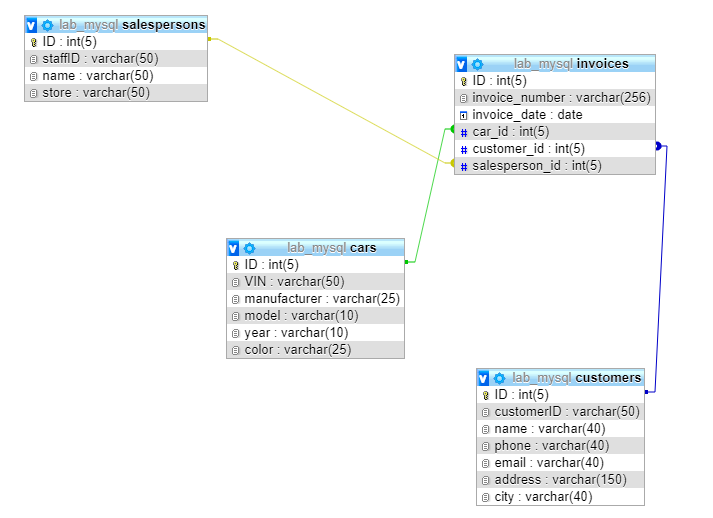 lab_mysql salespersons
ID : int(5)
staffID : varchar(50)
name : varchar(50)
store : varchar(50)
lab_mysql invoices
ID : int(5)
invoice_number : varchar(256)
invoice_date : date
car_id : int(5)
customer_id : int(5)
salesperson_id : int(5)
lab_mysql cars
ID : int(5)
VIN : varchar(50)
manufacturer : varchar(25)
model : varchar(10)
year : varchar(10)
color : varchar(25)
lab_mysql customers
ID : int(5)
customerID : varchar(50)
name : varchar(40)
phone : varchar(40)
email : varchar(40)
address : varchar(150)
city : varchar(40)